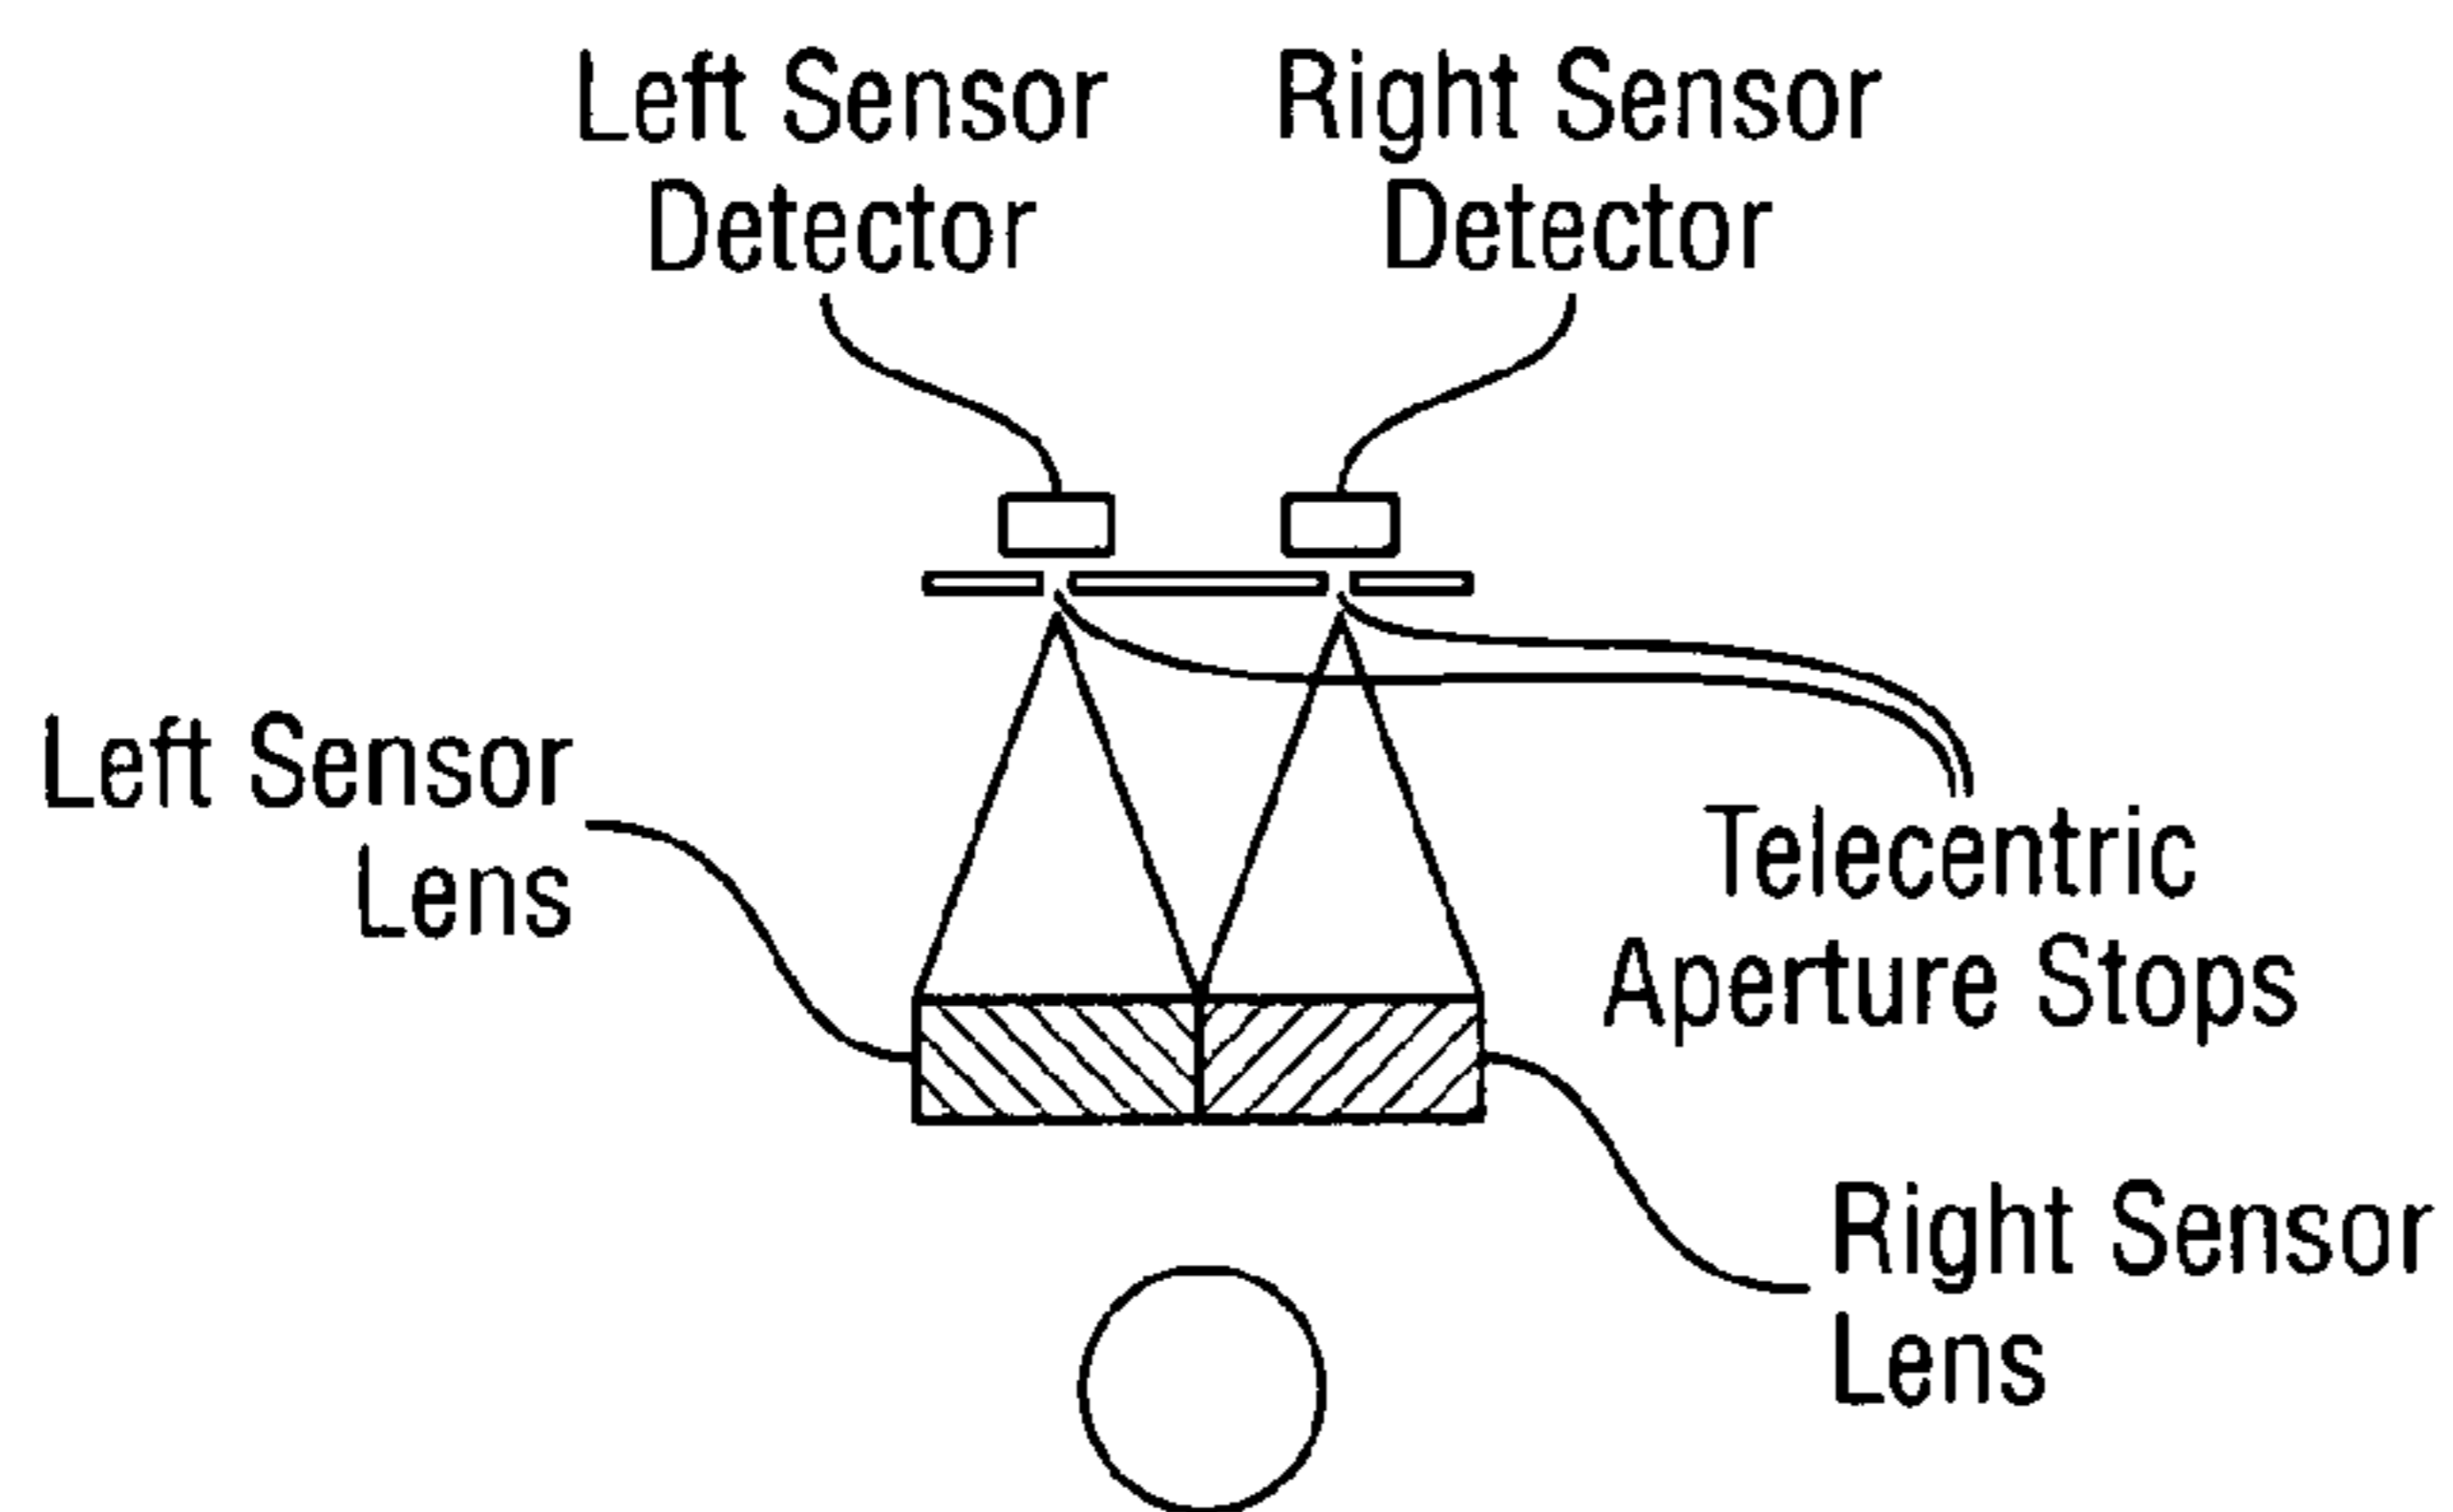 Left Sensor
Detector
Right Sensor
Detector
Left Sensor
Lens
Telecentric
Aperture Stops
Right Sensor
Lens